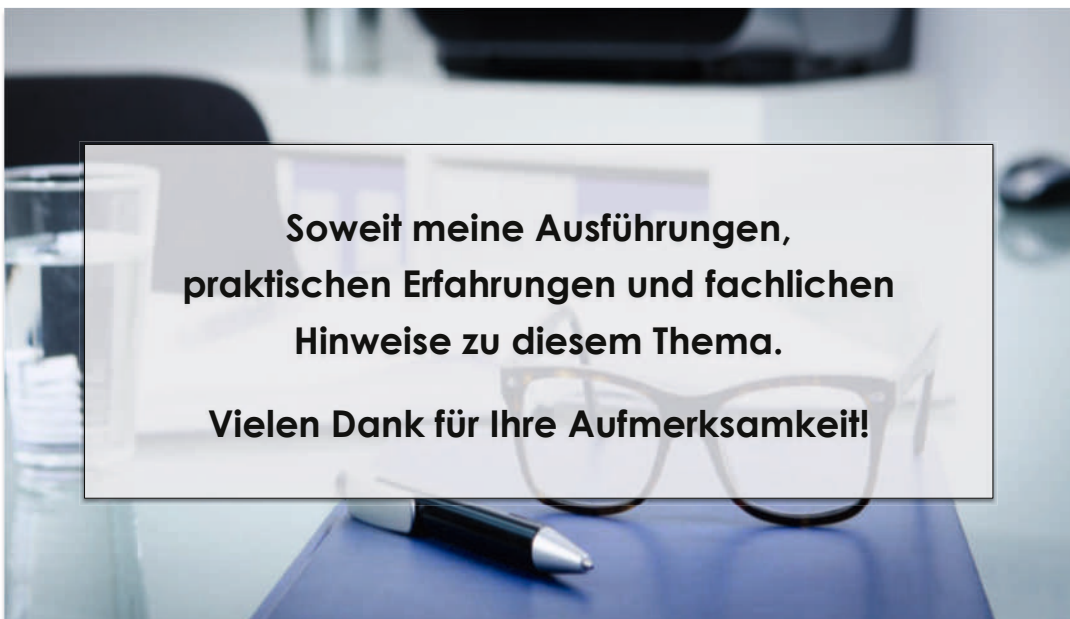 Soweit meine Ausführungen,
praktischen Erfahrungen und fachlichen
Hinweise zu diesem Thema.
Vielen Dank für Ihre Aufmerksamkeit!